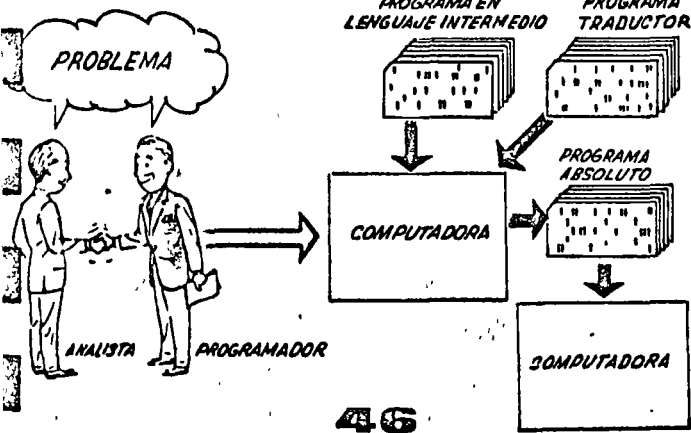 PROBLEMA
PROGRAMA EN
LENGUAJE INTERMEDIO
PROGRAMA
TRADUCTOR
PROGRAMA
ABSOLUTO
COMPUTADORA
ANALISTA
PROGRAMADOR
COMPUTADORA
46